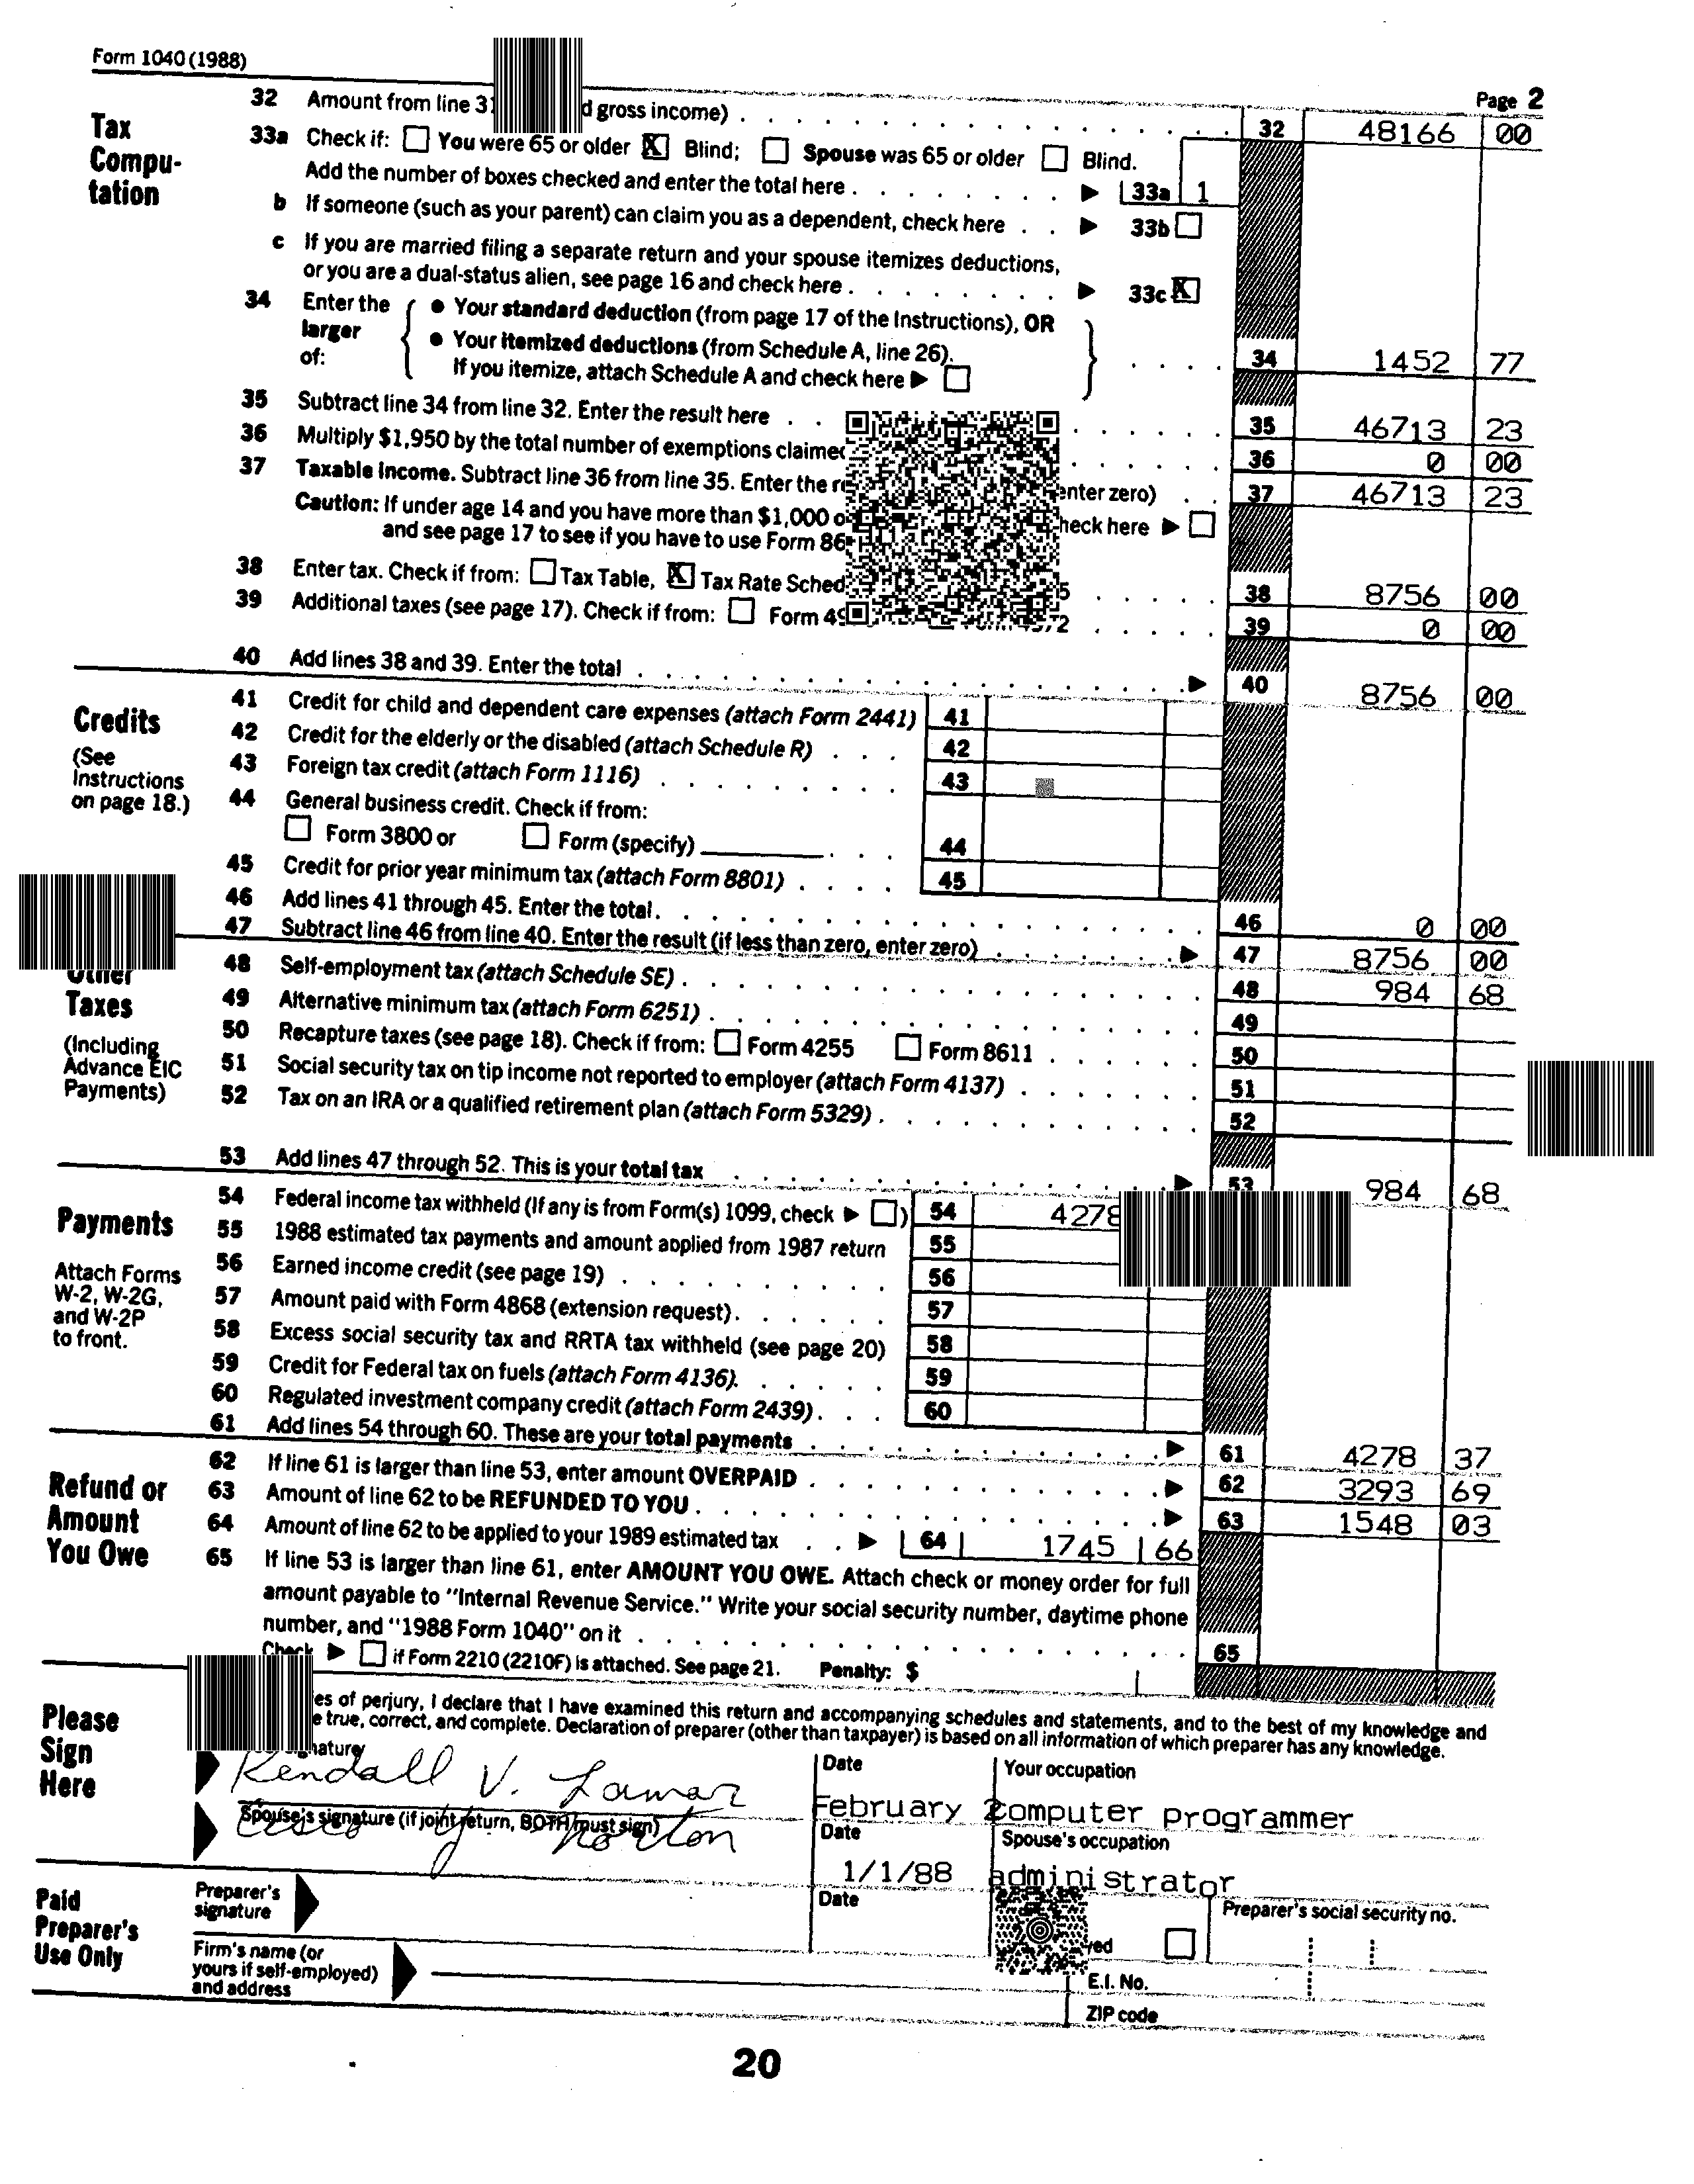 Form 1040 (1988)
Page 2
Tax Compu-tation
32 Amount from line 31 d gross income) 32 48166 00
33a Check if: You were 65 or older X Blind; Spouse was 65 or older Blind.
Add the number of boxes checked and enter the total here 33a 1
b If someone (such as your parent) can claim you as a dependent, check here 33b
c If you are married filing a separate return and your spouse itemizes deductions,
or you are a dual-status alien, see page 16 and check here 33c X
34 Enter the larger of:
● Your standard deduction (from page 17 of the Instructions), OR
● Your itemized deductions (from Schedule A, line 26).
If you itemize, attach Schedule A and check here ▶
34 1452 77
35 Subtract line 34 from line 32. Enter the result here 35 46713 23
36 Multiply $1,950 by the total number of exemptions claimed 36 0 00
37 Taxable Income. Subtract line 36 from line 35. Enter the enter zero) 37 46713 23
Caution: If under age 14 and you have more than $1,000 check here ▶
and see page 17 to see if you have to use Form
38 Enter tax. Check if from: Tax Table, X Tax Rate 38 8756 00
39 Additional taxes (see page 17). Check if from: Form 39 0 00
40 Add lines 38 and 39. Enter the total ▶ 40 8756 00
Credits
(See Instructions on page 18.)
41 Credit for child and dependent care expenses (attach Form 2441) 41
42 Credit for the elderly or the disabled (attach Schedule R) 42
43 Foreign tax credit (attach Form 1116) 43
44 General business credit. Check if from:
Form 3800 or Form (specify) 44
45 Credit for prior year minimum tax (attach Form 8801) 45
46 Add lines 41 through 45. Enter the total 46 0 00
47 Subtract line 46 from line 40. Enter the result (if less than zero, enter zero) ▶ 47 8756 00
Other Taxes
(Including Advance EIC Payments)
48 Self-employment tax (attach Schedule SE) 48 984 68
49 Alternative minimum tax (attach Form 6251) 49
50 Recapture taxes (see page 18). Check if from: Form 4255 Form 8611 50
51 Social security tax on tip income not reported to employer (attach Form 4137) 51
52 Tax on an IRA or a qualified retirement plan (attach Form 5329) 52
53 Add lines 47 through 52. This is your total tax ▶ 53 984 68
Payments
Attach Forms W-2, W-2G, and W-2P to front.
54 Federal income tax withheld (If any is from Form(s) 1099, check ▶ ) 54 4278
55 1988 estimated tax payments and amount applied from 1987 return 55
56 Earned income credit (see page 19) 56
57 Amount paid with Form 4868 (extension request) 57
58 Excess social security tax and RRTA tax withheld (see page 20) 58
59 Credit for Federal tax on fuels (attach Form 4136) 59
60 Regulated investment company credit (attach Form 2439) 60
61 Add lines 54 through 60. These are your total payments ▶ 61 4278 37
Refund or Amount You Owe
62 If line 61 is larger than line 53, enter amount OVERPAID ▶ 62 3293 69
63 Amount of line 62 to be REFUNDED TO YOU ▶ 63 1548 03
64 Amount of line 62 to be applied to your 1989 estimated tax ▶ 64 1745 66
65 If line 53 is larger than line 61, enter AMOUNT YOU OWE. Attach check or money order for full
amount payable to "Internal Revenue Service." Write your social security number, daytime phone
number, and "1988 Form 1040" on it 65
Check ▶ if Form 2210 (2210F) is attached. See page 21. Penalty: $
Please Sign Here
es of perjury, I declare that I have examined this return and accompanying schedules and statements, and to the best of my knowledge and
e true, correct, and complete. Declaration of preparer (other than taxpayer) is based on all information of which preparer has any knowledge.
Date Your occupation
Kendall V. Lamar February 2 computer programmer
Spouse's signature (if joint return, BOTH must sign) Date Spouse's occupation
Cisco Y. Norton 1/1/88 administrator
Paid Preparer's Use Only
Preparer's signature Date Preparer's social security no.
Firm's name (or yours if self-employed) and address
E.I. No.
ZIP code
20